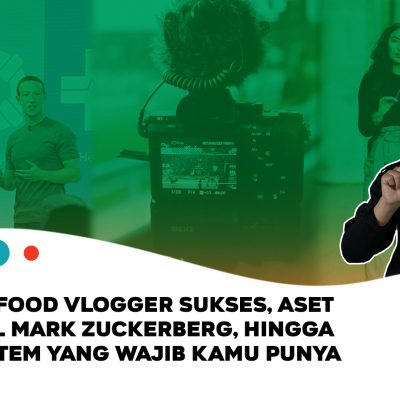 FOOD VLOGGER SUKSES, ASET
MARK ZUCKERBERG, HINGGA
TEM YANG WAJIB KAMU PUNYA